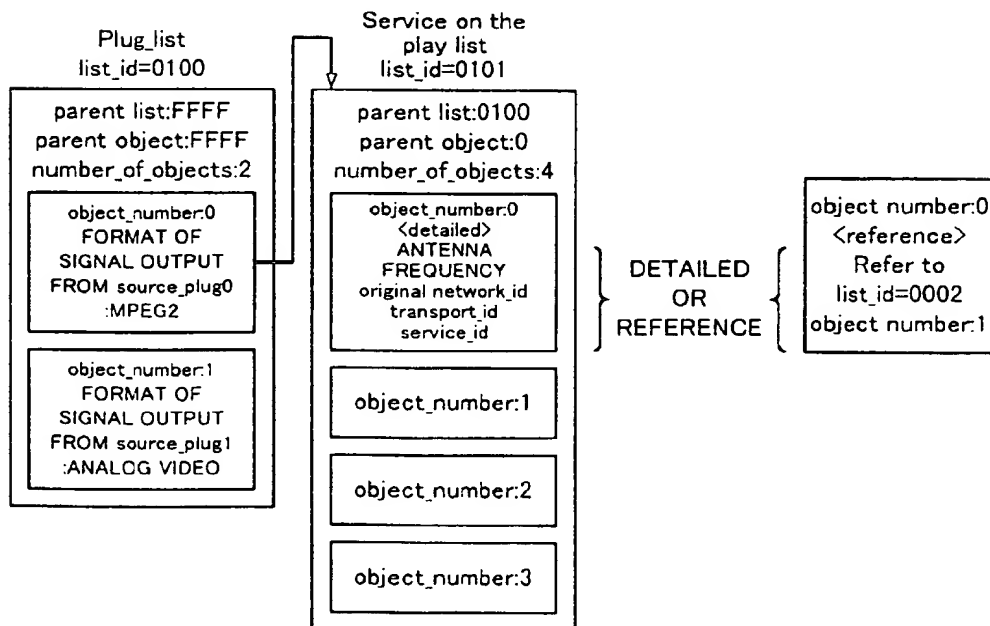 Plug_list
list_id=0100
parent list:FFFF
parent object:FFFF
number_of_objects:2
object_number:0
FORMAT OF
SIGNAL OUTPUT
FROM source_plug0
:MPEG2
object_number:1
FORMAT OF
SIGNAL OUTPUT
FROM source_plug1
:ANALOG VIDEO
Service on the
play list
list_id=0101
parent list:0100
parent object:0
number_of_objects:4
object_number:0
<detailed>
ANTENNA
FREQUENCY
original network_id
transport_id
service_id
object_number:1
object_number:2
object_number:3
DETAILED
OR
REFERENCE
object number:0
<reference>
Refer to
list_id=0002
object number:1